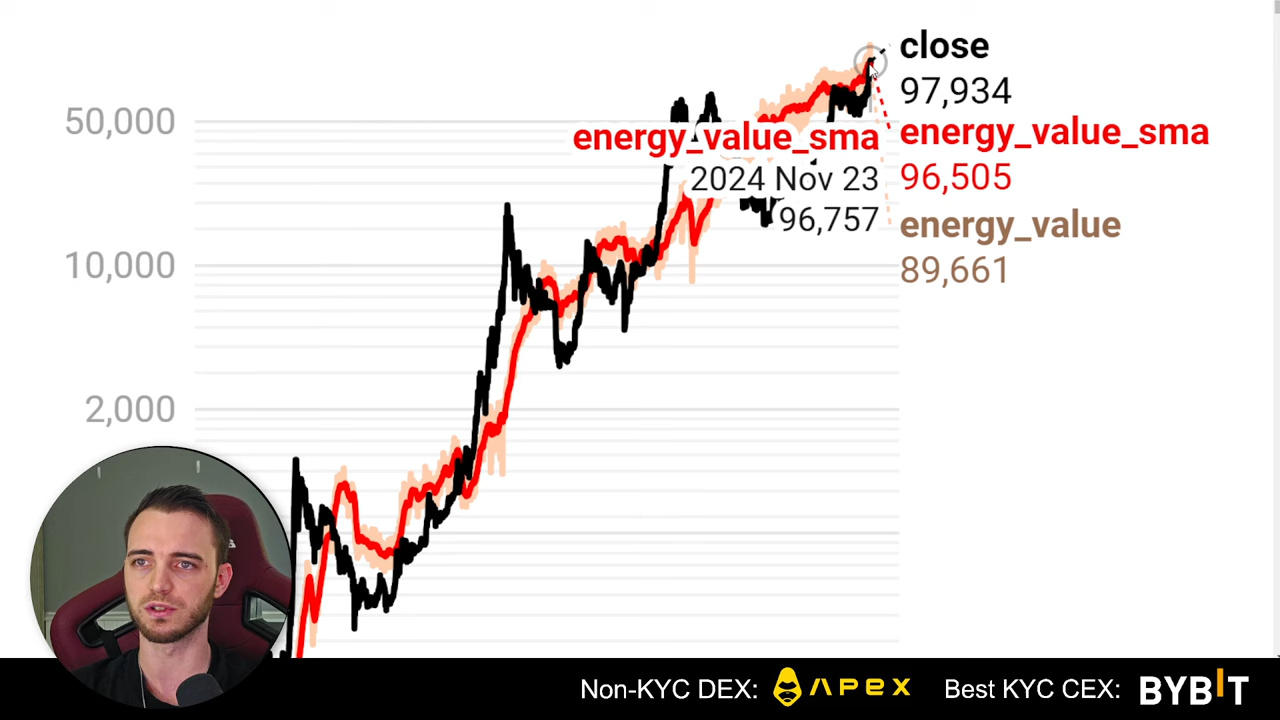 close
97,934
energy_value_sma
96,505
energy_value
89,661
energy_value_sma
2024 Nov 23
96,757
50,000
10,000
2,000
Non-KYC DEX: APEX Best KYC CEX: BYBIT